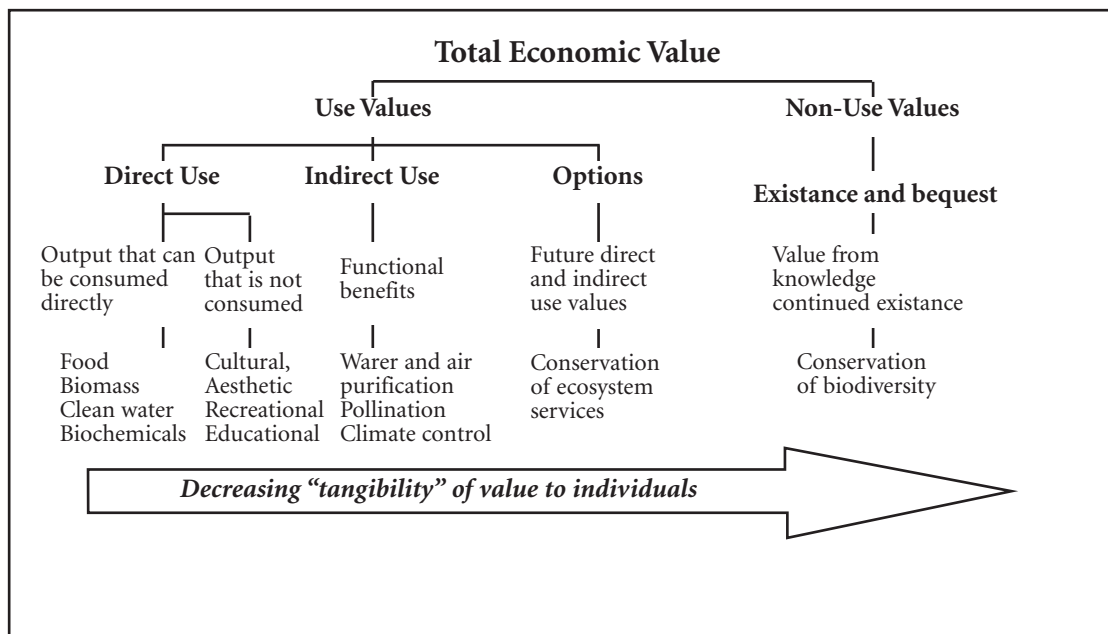 Total Economic Value
Use Values
Non-Use Values
Direct Use
Indirect Use
Options
Existance and bequest
Output that can
be consumed
directly
Output
that is not
consumed
Functional
benefits
Future direct
and indirect
use values
Value from
knowledge
continued existance
Food
Biomass
Clean water
Biochemicals
Cultural,
Aesthetic
Recreational
Educational
Warer and air
purification
Pollination
Climate control
Conservation
of ecosystem
services
Conservation
of biodiversity
Decreasing “tangibility” of value to individuals